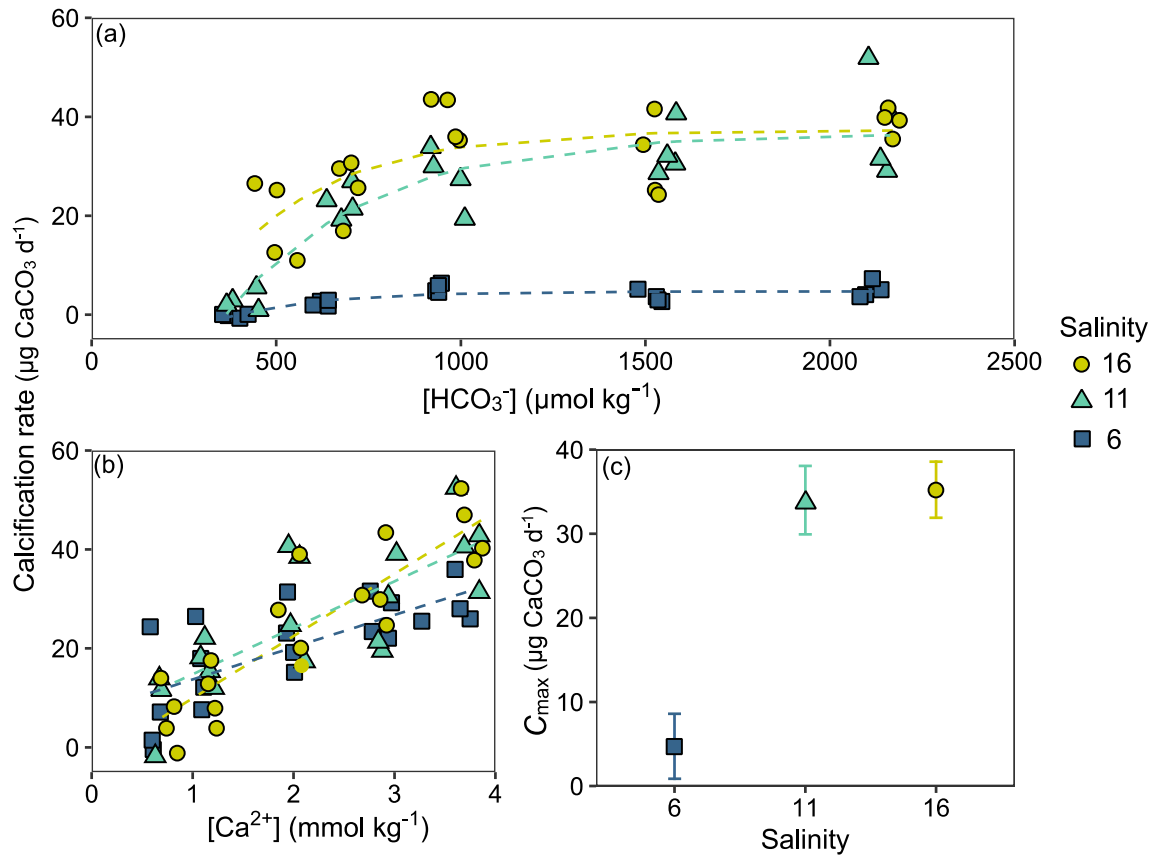 (a)
60
40
20
0
0 500 1000 1500 2000 2500
[HCO₃⁻] (µmol kg⁻¹)
Calcification rate (µg CaCO₃ d⁻¹)
Salinity
16
11
6
(b)
60
40
20
0
0 1 2 3 4
[Ca²⁺] (mmol kg⁻¹)
(c)
40
30
20
10
0
Cmax (µg CaCO₃ d⁻¹)
6 11 16
Salinity